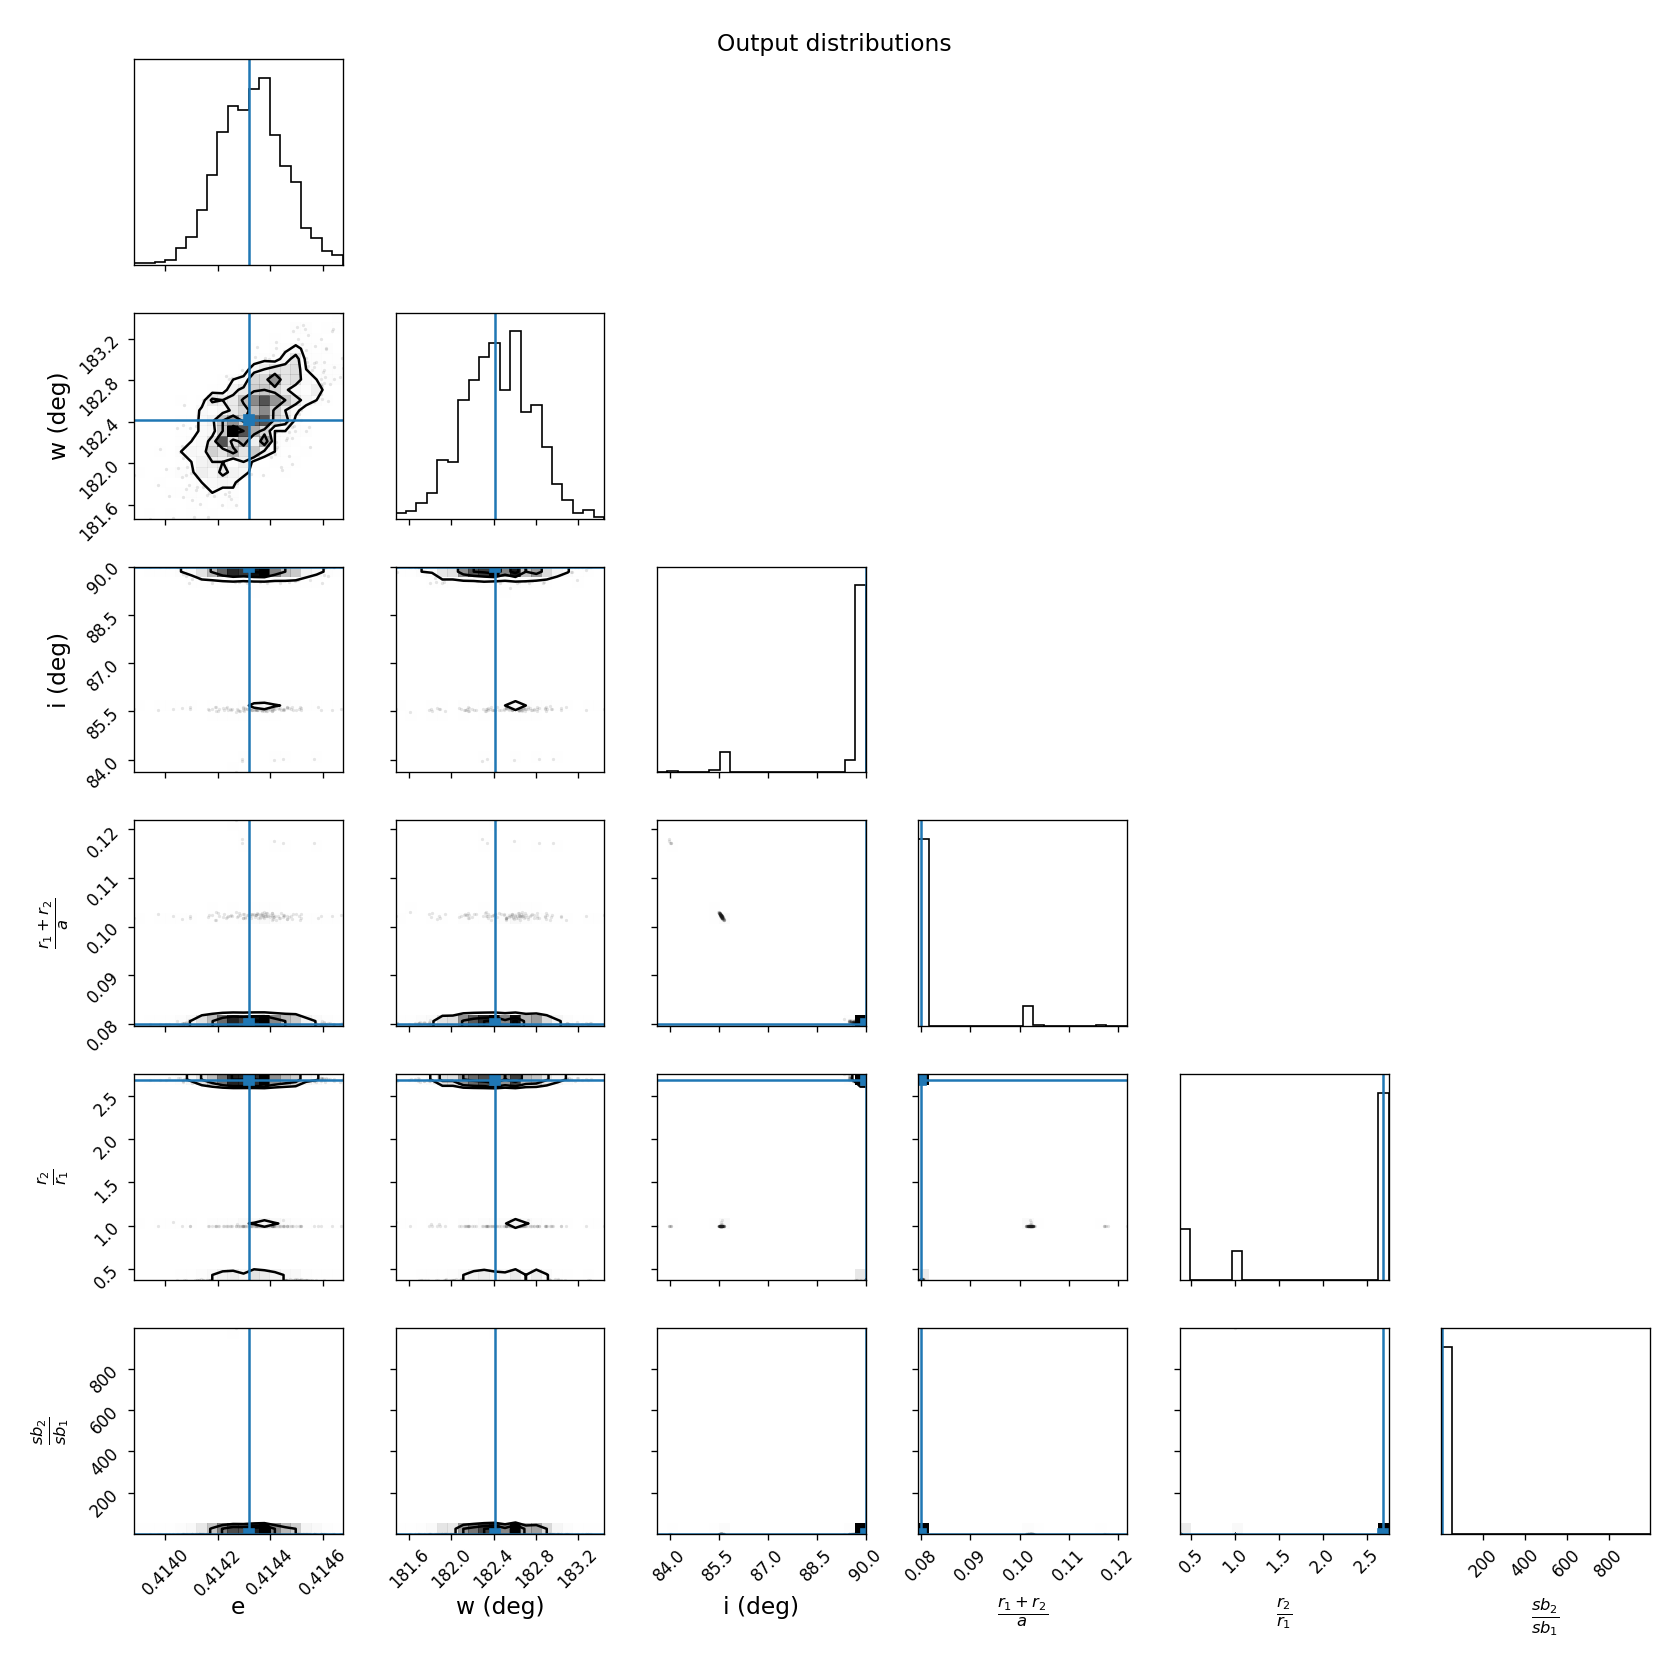 Output distributions
183.2
182.8
182.4
182.0
181.6
w (deg)
90.0
88.5
87.0
85.5
84.0
i (deg)
0.12
0.11
0.10
0.09
0.08
r1 + r2
a
2.5
2.0
1.5
1.0
0.5
r2
r1
800
600
400
200
sb2
sb1
0.4140 0.4142 0.4144 0.4146
181.6 182.0 182.4 182.8 183.2
84.0 85.5 87.0 88.5 90.0
0.08 0.09 0.10 0.11 0.12
0.5 1.0 1.5 2.0 2.5
200 400 600 800
e
w (deg)
i (deg)
r1 + r2
a
r2
r1
sb2
sb1